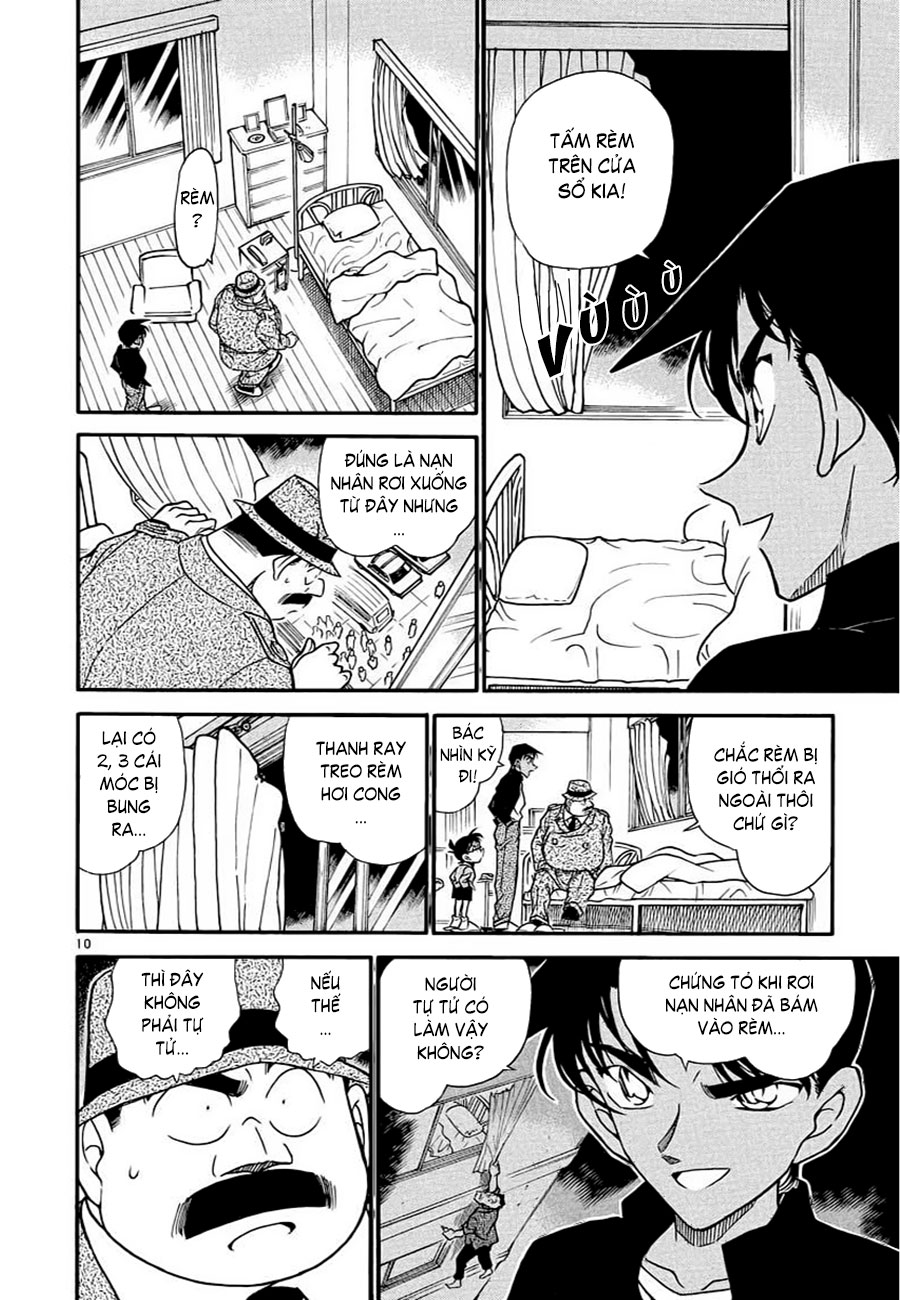 TẤM RÈM
TRÊN CỬA
SỔ KIA!
VÙÙÙ
RÈM
?
ĐÚNG LÀ NẠN
NHÂN RƠI XUỐNG
TỪ ĐÂY NHƯNG
...
CHẮC RÈM BỊ
GIÓ THỔI RA
NGOÀI THÔI
CHỨ GÌ?
BÁC
NHÌN KỸ
ĐI!
THANH RAY
TREO RÈM
HƠI CONG
...
LẠI CÓ
2, 3 CÁI
MÓC BỊ
BUNG
RA...
10
CHỨNG TỎ KHI RƠI
NẠN NHÂN ĐÃ BÁM
VÀO RÈM...
NGƯỜI
TỰ TỬ CÓ
LÀM VẬY
KHÔNG?
NẾU
THẾ
...
THÌ ĐÂY
KHÔNG
PHẢI TỰ
TỬ...